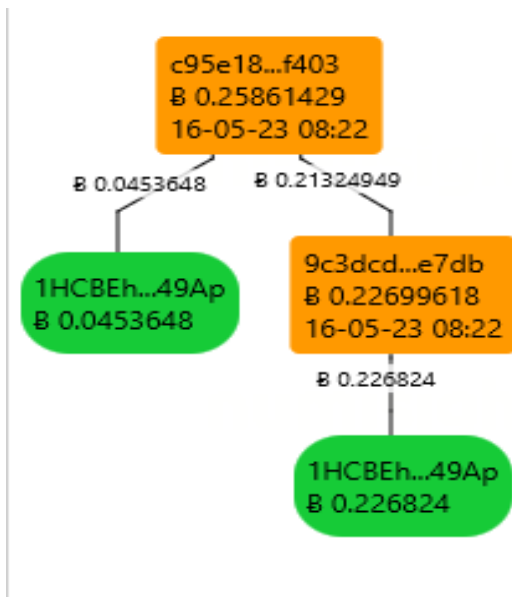 c95e18...f403
Ƀ 0.25861429
16-05-23 08:22
Ƀ 0.0453648
Ƀ 0.21324949
1HCBEh...49Ap
Ƀ 0.0453648
9c3dcd...e7db
Ƀ 0.22699618
16-05-23 08:22
Ƀ 0.226824
1HCBEh...49Ap
Ƀ 0.226824